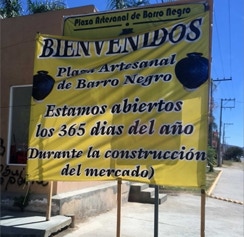 Plaza Artesanal de Barro Negro
BIENVENIDOS
Plaza Artesanal
de Barro Negro
Estamos abiertos
los 365 dias del año
Durante la construcción
del mercado)